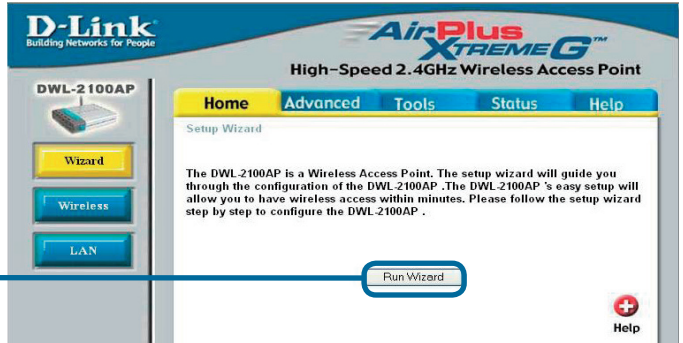 D-Link
Building Networks for People
AirPlus
XTREME G™
High-Speed 2.4GHz Wireless Access Point
DWL-2100AP
Home Advanced Tools Status Help
Setup Wizard
Wizard
Wireless
LAN
The DWL-2100AP is a Wireless Access Point. The setup wizard will guide you
through the configuration of the DWL-2100AP .The DWL-2100AP 's easy setup will
allow you to have wireless access within minutes. Please follow the setup wizard
step by step to configure the DWL-2100AP .
Run Wizard
Help